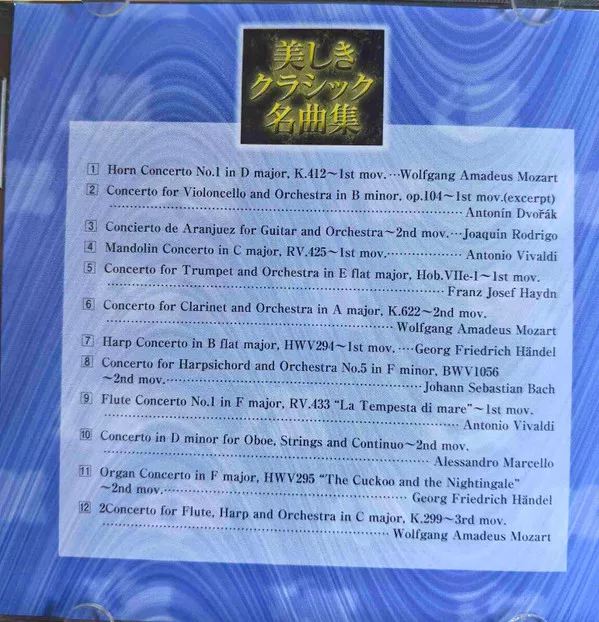 美しき
クラシック
名曲集
1 Horn Concerto No.1 in D major, K.412~1st mov. …Wolfgang Amadeus Mozart
2 Concerto for Violoncello and Orchestra in B minor, op.104~1st mov.(excerpt)
………Antonín Dvořák
3 Concierto de Aranjuez for Guitar and Orchestra~2nd mov.…Joaquin Rodrigo
4 Mandolin Concerto in C major, RV.425~1st mov.………Antonio Vivaldi
5 Concerto for Trumpet and Orchestra in E flat major, Hob.VIIe-I~1st mov.
………Franz Josef Haydn
6 Concerto for Clarinet and Orchestra in A major, K.622~2nd mov.
………Wolfgang Amadeus Mozart
7 Harp Concerto in B flat major, HWV294~1st mov. …Georg Friedrich Händel
8 Concerto for Harpsichord and Orchestra No.5 in F minor, BWV1056
~2nd mov.………Johann Sebastian Bach
9 Flute Concerto No.1 in F major, RV.433 “La Tempesta di mare”~1st mov.
………Antonio Vivaldi
10 Concerto in D minor for Oboe, Strings and Continuo~2nd mov.
………Alessandro Marcello
11 Organ Concerto in F major, HWV295 “The Cuckoo and the Nightingale”
~2nd mov.………Georg Friedrich Händel
12 2Concerto for Flute, Harp and Orchestra in C major, K.299~3rd mov.
………Wolfgang Amadeus Mozart